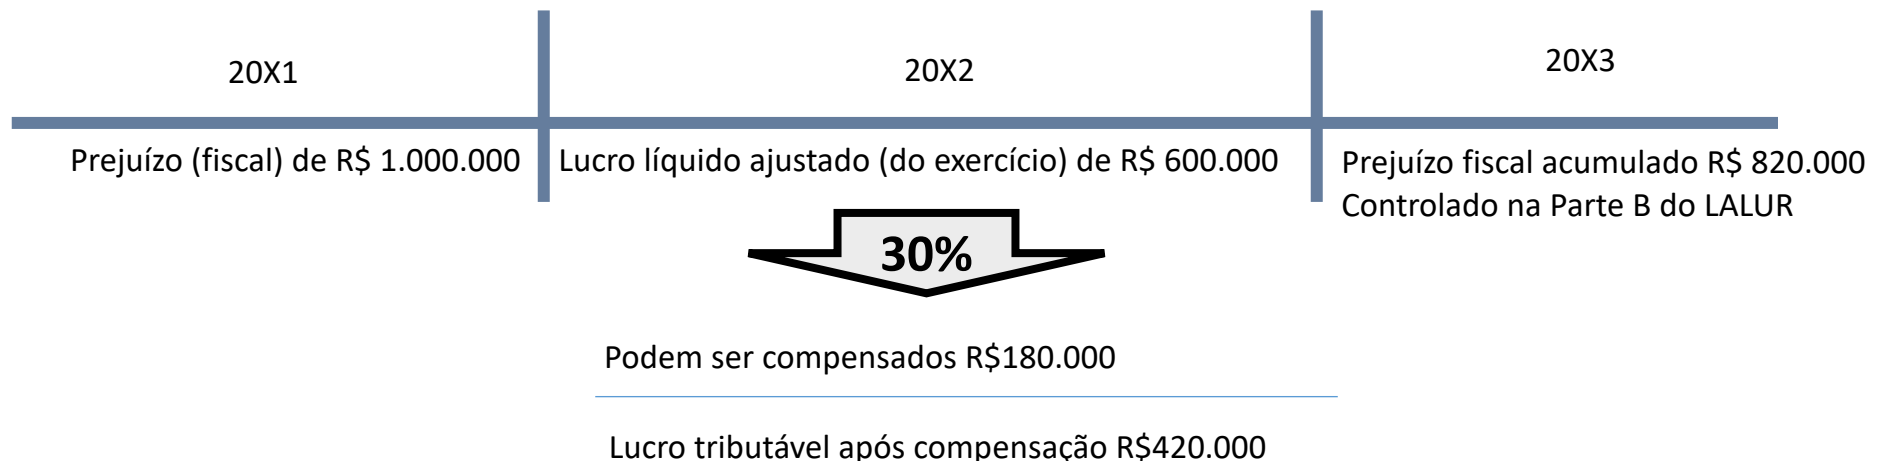 20X1
20X2
20X3
Prejuízo (fiscal) de R$ 1.000.000
Lucro líquido ajustado (do exercício) de R$ 600.000
Prejuízo fiscal acumulado R$ 820.000
Controlado na Parte B do LALUR
30%
Podem ser compensados R$180.000
Lucro tributável após compensação R$420.000